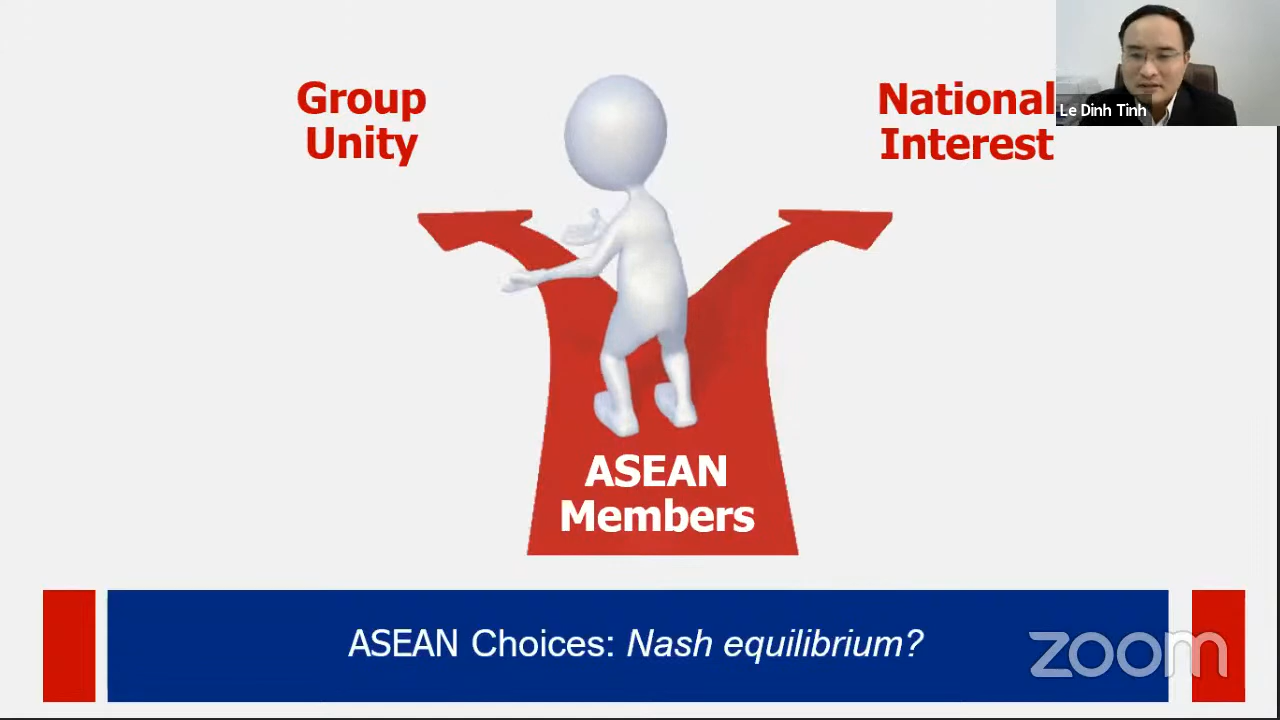 Group
Unity
National
Interest
Le Dinh Tinh
ASEAN
Members
ASEAN Choices: Nash equilibrium?
zoom